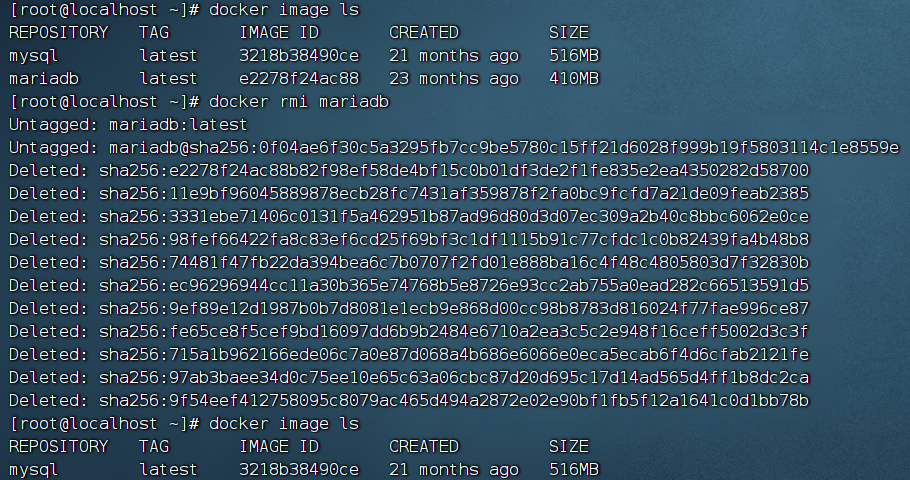 [root@localhost ~]# docker image ls
REPOSITORY   TAG       IMAGE ID       CREATED         SIZE
mysql        latest    3218b38490ce   21 months ago   516MB
mariadb      latest    e2278f24ac88   23 months ago   410MB
[root@localhost ~]# docker rmi mariadb
Untagged: mariadb:latest
Untagged: mariadb@sha256:0f04ae6f30c5a3295fb7cc9be5780c15ff21d6028f999b19f5803114c1e8559e
Deleted: sha256:e2278f24ac88b82f98ef58de4bf15c0b01df3de2f1fe835e2ea4350282d58700
Deleted: sha256:11e9bf96045889878ecb28fc7431af359878f2fa0bc9fcfd7a21de09feab2385
Deleted: sha256:3331ebe71406c0131f5a462951b87ad96d80d3d07ec309a2b40c8bbc6062e0ce
Deleted: sha256:98fef66422fa8c83ef6cd25f69bf3c1df1115b91c77cfdc1c0b82439fa4b48b8
Deleted: sha256:74481f47fb22da394bea6c7b0707f2fd01e888ba16c4f48c4805803d7f32830b
Deleted: sha256:ec96296944cc11a30b365e74768b5e8726e93cc2ab755a0ead282c66513591d5
Deleted: sha256:9ef89e12d1987b0b7d8081e1ecb9e868d00cc98b8783d816024f77fae996ce87
Deleted: sha256:fe65ce8f5cef9bd16097dd6b9b2484e6710a2ea3c5c2e948f16ceff5002d3c3f
Deleted: sha256:715a1b962166ede06c7a0e87d068a4b686e6066e0eca5ecab6f4d6cfab2121fe
Deleted: sha256:97ab3baee34d0c75ee10e65c63a06cbc87d20d695c17d14ad565d4ff1b8dc2ca
Deleted: sha256:9f54eef412758095c8079ac465d494a2872e02e90bf1fb5f12a1641c0d1bb78b
[root@localhost ~]# docker image ls
REPOSITORY   TAG       IMAGE ID       CREATED         SIZE
mysql        latest    3218b38490ce   21 months ago   516MB